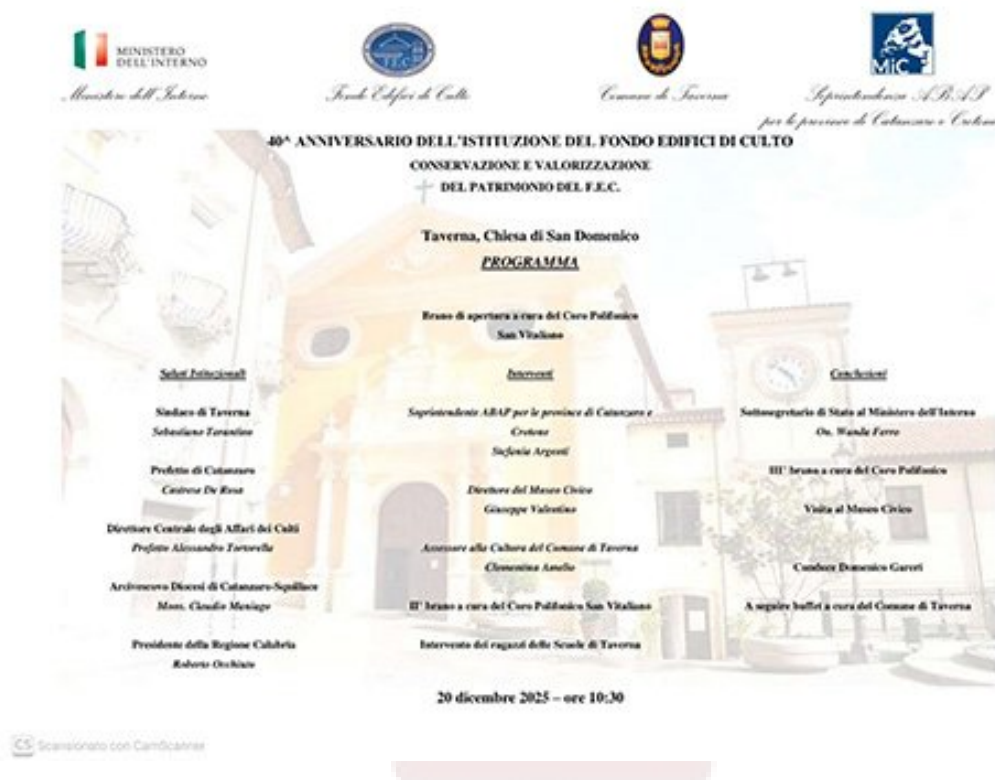 MINISTERO
DELL'INTERNO
Ministero dell'Interno
F.E.C.
Fondo Edifici di Culto
Comune di Taverna
MiC
Soprintendenza A.B.A.P
per le province di Catanzaro e Crotone
40^ ANNIVERSARIO DELL'ISTITUZIONE DEL FONDO EDIFICI DI CULTO
CONSERVAZIONE E VALORIZZAZIONE
DEL PATRIMONIO DEL F.E.C.
Taverna, Chiesa di San Domenico
PROGRAMMA
Brano di apertura a cura del Coro Polifonico
San Vitaliano
Saluti Istituzionali
Sindaco di Taverna
Sebastiano Tarantino
Prefetto di Catanzaro
Castrese De Rosa
Direttore Centrale degli Affari dei Culti
Prefetto Alessandro Tortorella
Arcivescovo Diocesi di Catanzaro-Squillace
Mons. Claudio Maniago
Presidente della Regione Calabria
Roberto Occhiuto
Interventi
Soprintendente ABAP per le province di Catanzaro e
Crotone
Stefania Argenti
Direttore del Museo Civico
Giuseppe Valentino
Assessore alla Cultura del Comune di Taverna
Clementina Amelio
II° brano a cura del Coro Polifonico San Vitaliano
Intervento dei ragazzi delle Scuole di Taverna
Conclusioni
Sottosegretario di Stato al Ministero dell'Interno
On. Wanda Ferro
III° brano a cura del Coro Polifonico
Visita al Museo Civico
Conduce Domenico Gareri
A seguire buffet a cura del Comune di Taverna
20 dicembre 2025 – ore 10:30
CS Scansionato con CamScanner